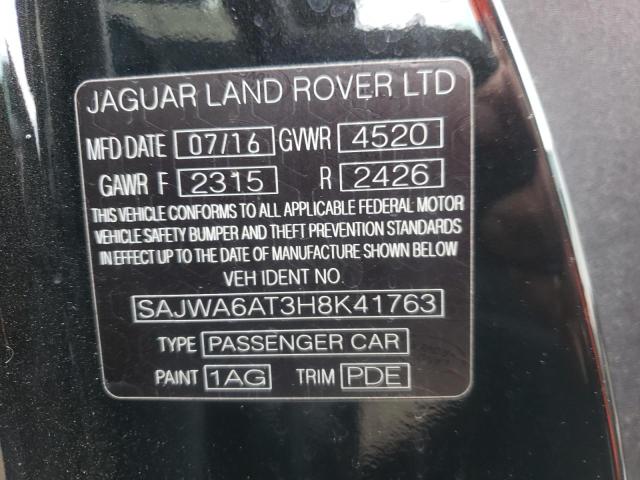 JAGUAR LAND ROVER LTD
MFD DATE 07/16 GVWR 4520
GAWR F 2315 R 2426
THIS VEHICLE CONFORMS TO ALL APPLICABLE FEDERAL MOTOR
VEHICLE SAFETY BUMPER AND THEFT PREVENTION STANDARDS
IN EFFECT UP TO THE DATE OF MANUFACTURE SHOWN BELOW
VEH IDENT NO.
SAJWA6AT3H8K41763
TYPE PASSENGER CAR
PAINT 1AG TRIM PDE